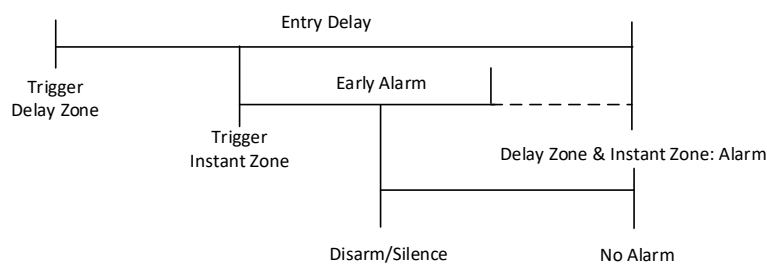 Entry Delay
Trigger
Delay Zone
Early Alarm
Trigger
Instant Zone
Delay Zone & Instant Zone: Alarm
Disarm/Silence
No Alarm